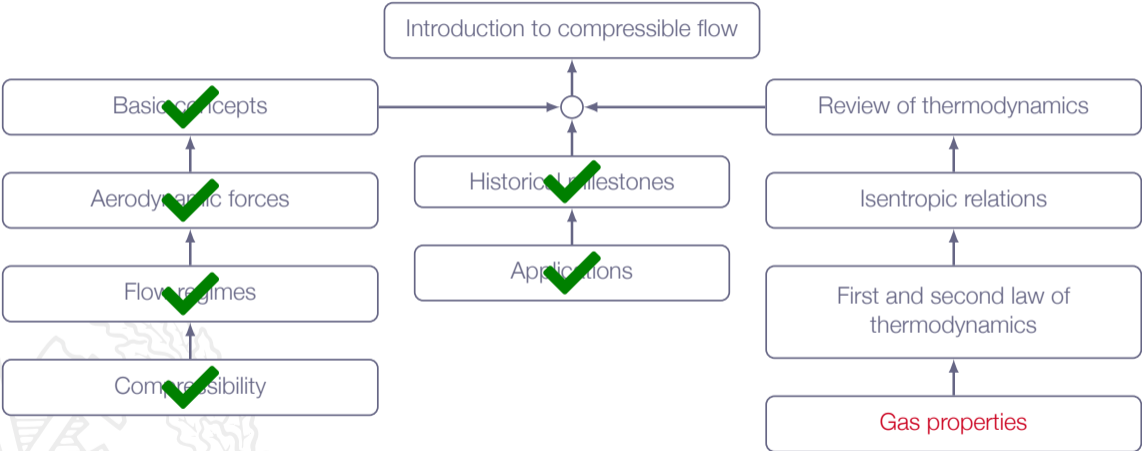 Introduction to compressible flow
Basic concepts
Aerodynamic forces
Flow regimes
Compressibility
Historical milestones
Applications
Review of thermodynamics
Isentropic relations
First and second law of
thermodynamics
Gas properties